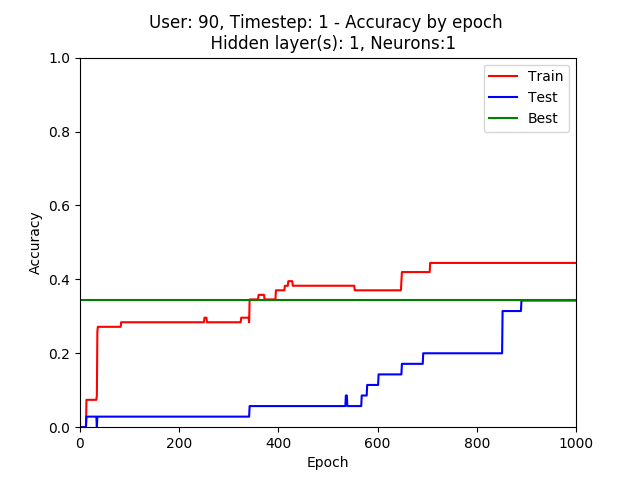 User: 90, Timestep: 1 - Accuracy by epoch
Hidden layer(s): 1, Neurons:1
Train
Test
Best
1.0
0.8
0.6
0.4
0.2
0.0
Accuracy
0 200 400 600 800 1000
Epoch